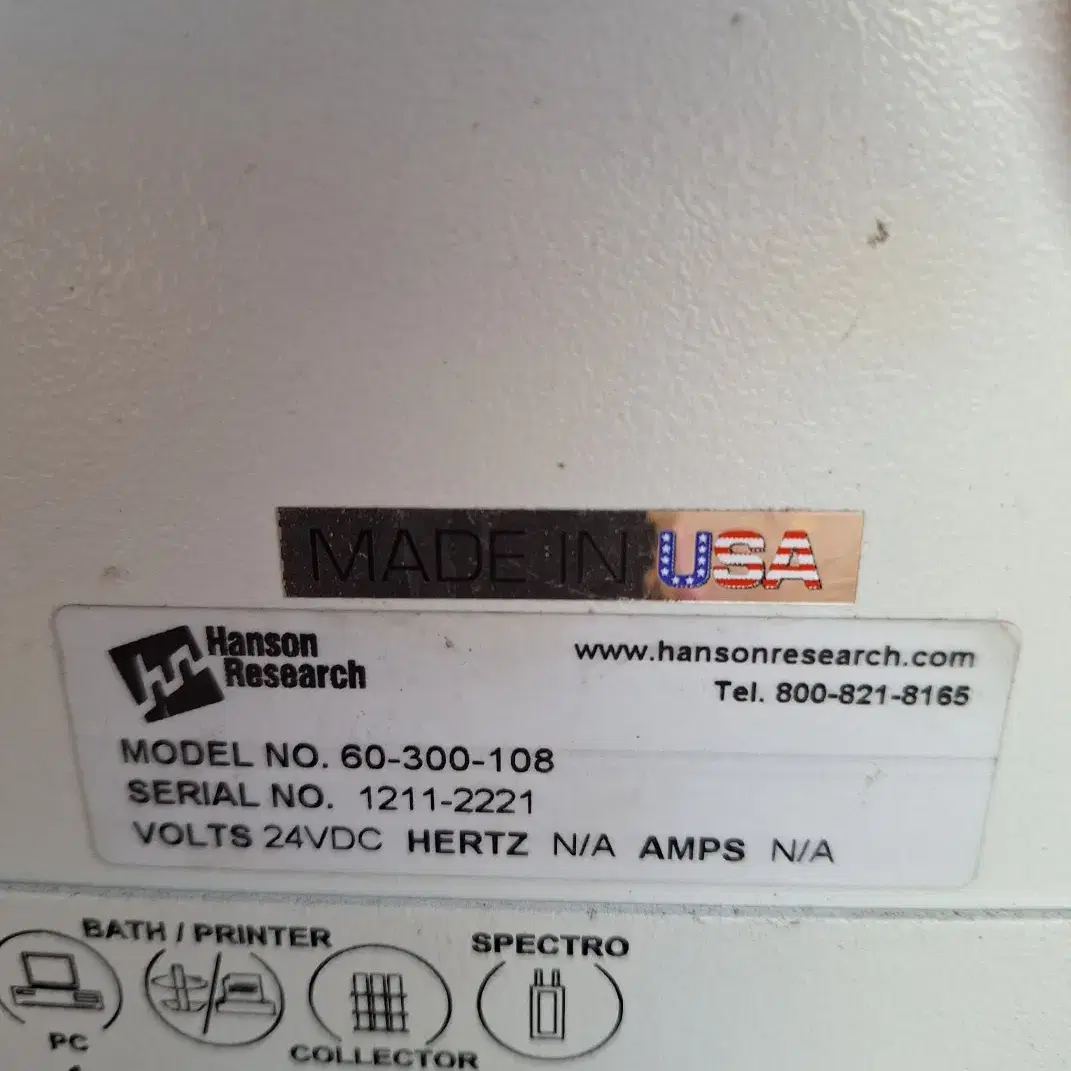 MADE IN USA
Hanson
Research
www.hansonresearch.com
Tel. 800-821-8165
MODEL NO. 60-300-108
SERIAL NO. 1211-2221
VOLTS 24VDC HERTZ N/A AMPS N/A
BATH / PRINTER
SPECTRO
PC
COLLECTOR